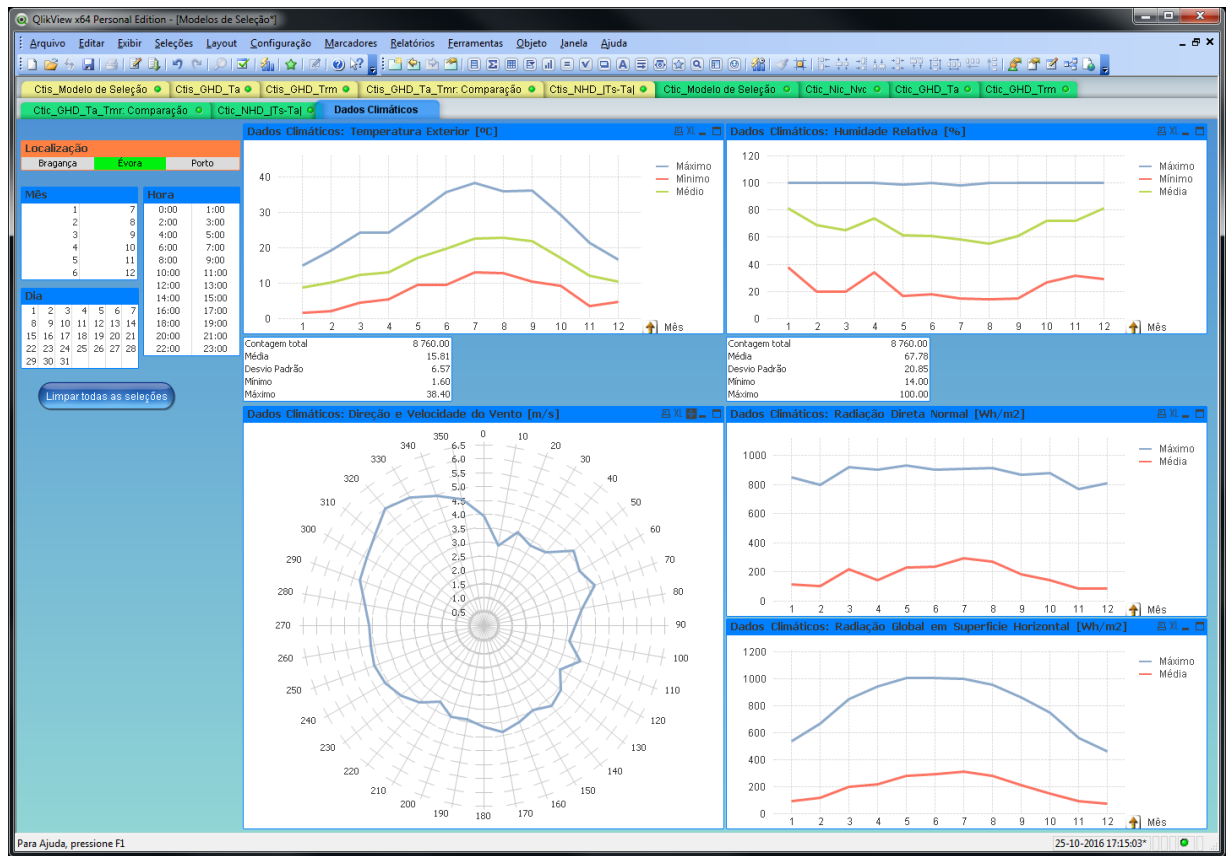 QlikView x64 Personal Edition - [Modelos de Seleção*]
Arquivo Editar Exibir Seleções Layout Configuração Marcadores Relatórios Ferramentas Objeto Janela Ajuda
Ctis_Modelo de Seleção Ctis_GHD_Ta Ctis_GHD_Trm Ctis_GHD_Ta_Tmr: Comparação Ctis_NHD_|Ts-Ta| Ctic_Modelo de Seleção Ctic_Nic_Nvc Ctic_GHD_Ta Ctic_GHD_Trm
Ctic_GHD_Ta_Tmr: Comparação Ctic_NHD_|Ts-Ta| Dados Climáticos
Localização
Bragança Évora Porto
Mês
1 7
2 8
3 9
4 10
5 11
6 12
Hora
0:00 1:00
2:00 3:00
4:00 5:00
6:00 7:00
8:00 9:00
10:00 11:00
12:00 13:00
14:00 15:00
16:00 17:00
18:00 19:00
20:00 21:00
22:00 23:00
Dia
1 2 3 4 5 6 7
8 9 10 11 12 13 14
15 16 17 18 19 20 21
22 23 24 25 26 27 28
29 30 31
Limpar todas as seleções
Dados Climáticos: Temperatura Exterior [ºC]
XL
Máximo
Mínimo
Médio
40
30
20
10
0
1 2 3 4 5 6 7 8 9 10 11 12 Mês
Contagem total 8 760.00
Média 15.81
Desvio Padrão 6.57
Mínimo 1.60
Máximo 38.40
Dados Climáticos: Humidade Relativa [%]
XL
Máximo
Mínimo
Média
120
100
80
60
40
20
0
1 2 3 4 5 6 7 8 9 10 11 12 Mês
Contagem total 8 760.00
Média 67.78
Desvio Padrão 20.85
Mínimo 14.00
Máximo 100.00
Dados Climáticos: Direção e Velocidade do Vento [m/s]
XL
0
10
20
30
40
50
60
70
80
90
100
110
120
130
140
150
160
170
180
190
200
210
220
230
240
250
260
270
280
290
300
310
320
330
340
350
6.5
6.0
5.5
5.0
4.5
4.0
3.5
3.0
2.5
2.0
1.5
1.0
0.5
Dados Climáticos: Radiação Direta Normal [Wh/m2]
XL
Máximo
Média
1000
800
600
400
200
0
1 2 3 4 5 6 7 8 9 10 11 12 Mês
Dados Climáticos: Radiação Global em Superfície Horizontal [Wh/m2]
XL
Máximo
Média
1200
1000
800
600
400
200
0
1 2 3 4 5 6 7 8 9 10 11 12 Mês
Para Ajuda, pressione F1
25-10-2016 17:15:03*